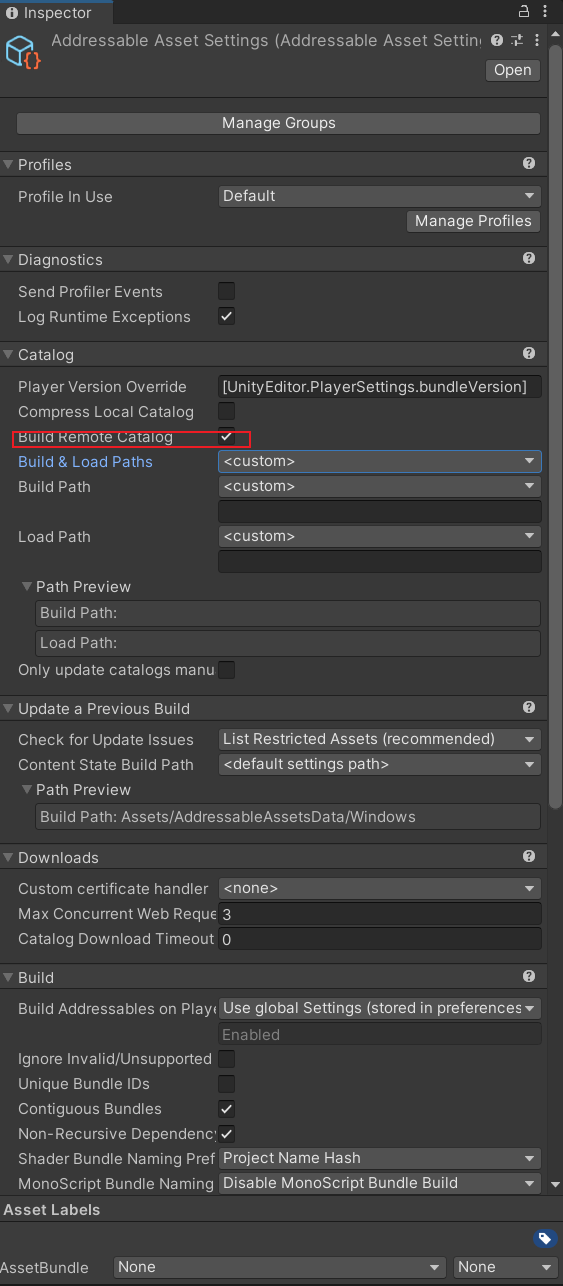 Inspector
Addressable Asset Settings (Addressable Asset Setting
Open
Manage Groups
Profiles
Profile In Use Default
Manage Profiles
Diagnostics
Send Profiler Events
Log Runtime Exceptions
Catalog
Player Version Override [UnityEditor.PlayerSettings.bundleVersion]
Compress Local Catalog
Build Remote Catalog
Build & Load Paths <custom>
Build Path <custom>
Load Path <custom>
Path Preview
Build Path:
Load Path:
Only update catalogs manu
Update a Previous Build
Check for Update Issues List Restricted Assets (recommended)
Content State Build Path <default settings path>
Path Preview
Build Path: Assets/AddressableAssetsData/Windows
Downloads
Custom certificate handler <none>
Max Concurrent Web Reque 3
Catalog Download Timeout 0
Build
Build Addressables on Playe Use global Settings (stored in preferences
Enabled
Ignore Invalid/Unsupported
Unique Bundle IDs
Contiguous Bundles
Non-Recursive Dependency
Shader Bundle Naming Pref Project Name Hash
MonoScript Bundle Naming Disable MonoScript Bundle Build
Asset Labels
AssetBundle None None